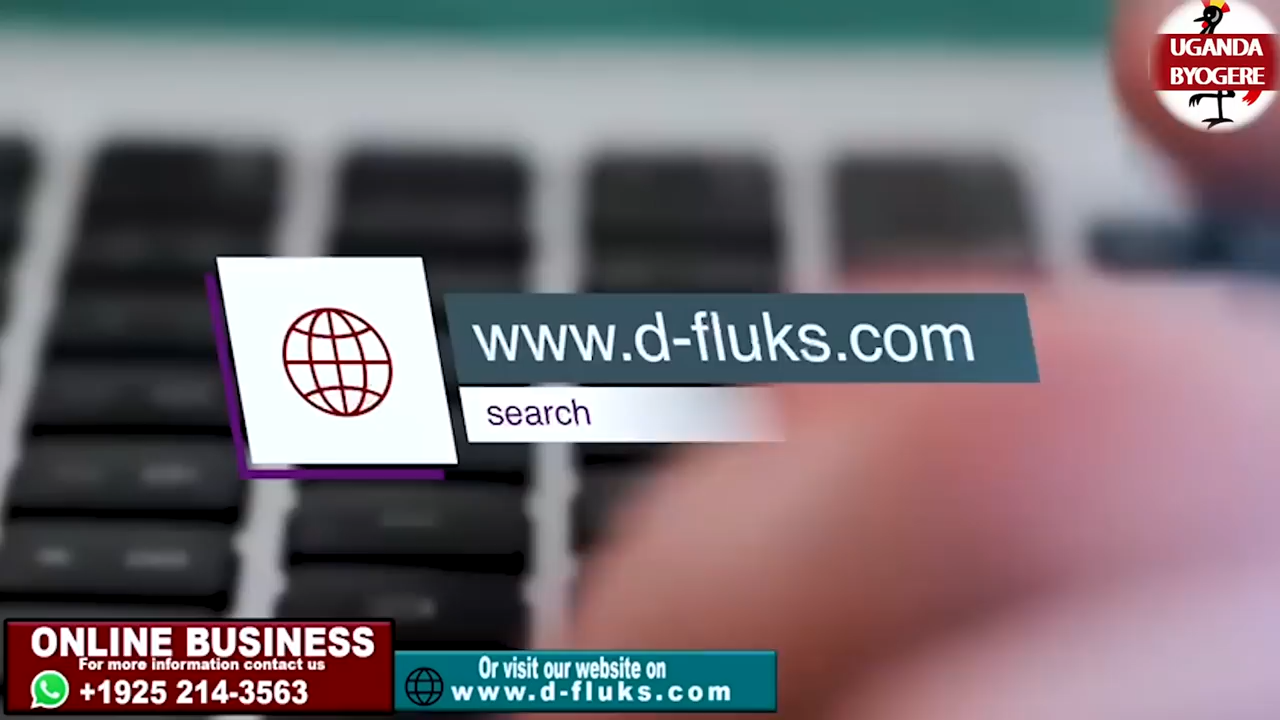 UGANDA
BYOGERE
www.d-fluks.com
search
ONLINE BUSINESS
For more information contact us
+1925 214-3563
Or visit our website on
www.d-fluks.com